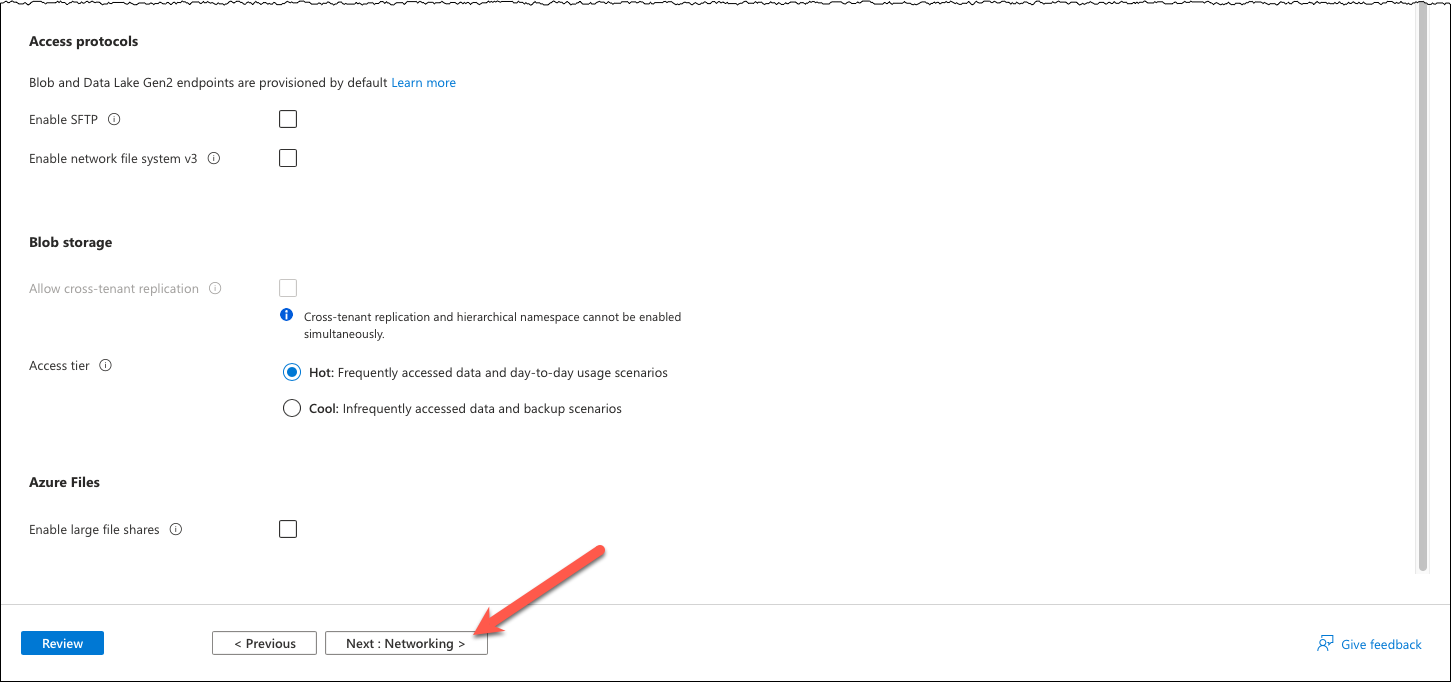 Access protocols
Blob and Data Lake Gen2 endpoints are provisioned by default Learn more
Enable SFTP
Enable network file system v3
Blob storage
Allow cross-tenant replication
Cross-tenant replication and hierarchical namespace cannot be enabled
simultaneously.
Access tier
Hot: Frequently accessed data and day-to-day usage scenarios
Cool: Infrequently accessed data and backup scenarios
Azure Files
Enable large file shares
Review
< Previous
Next : Networking >
Give feedback